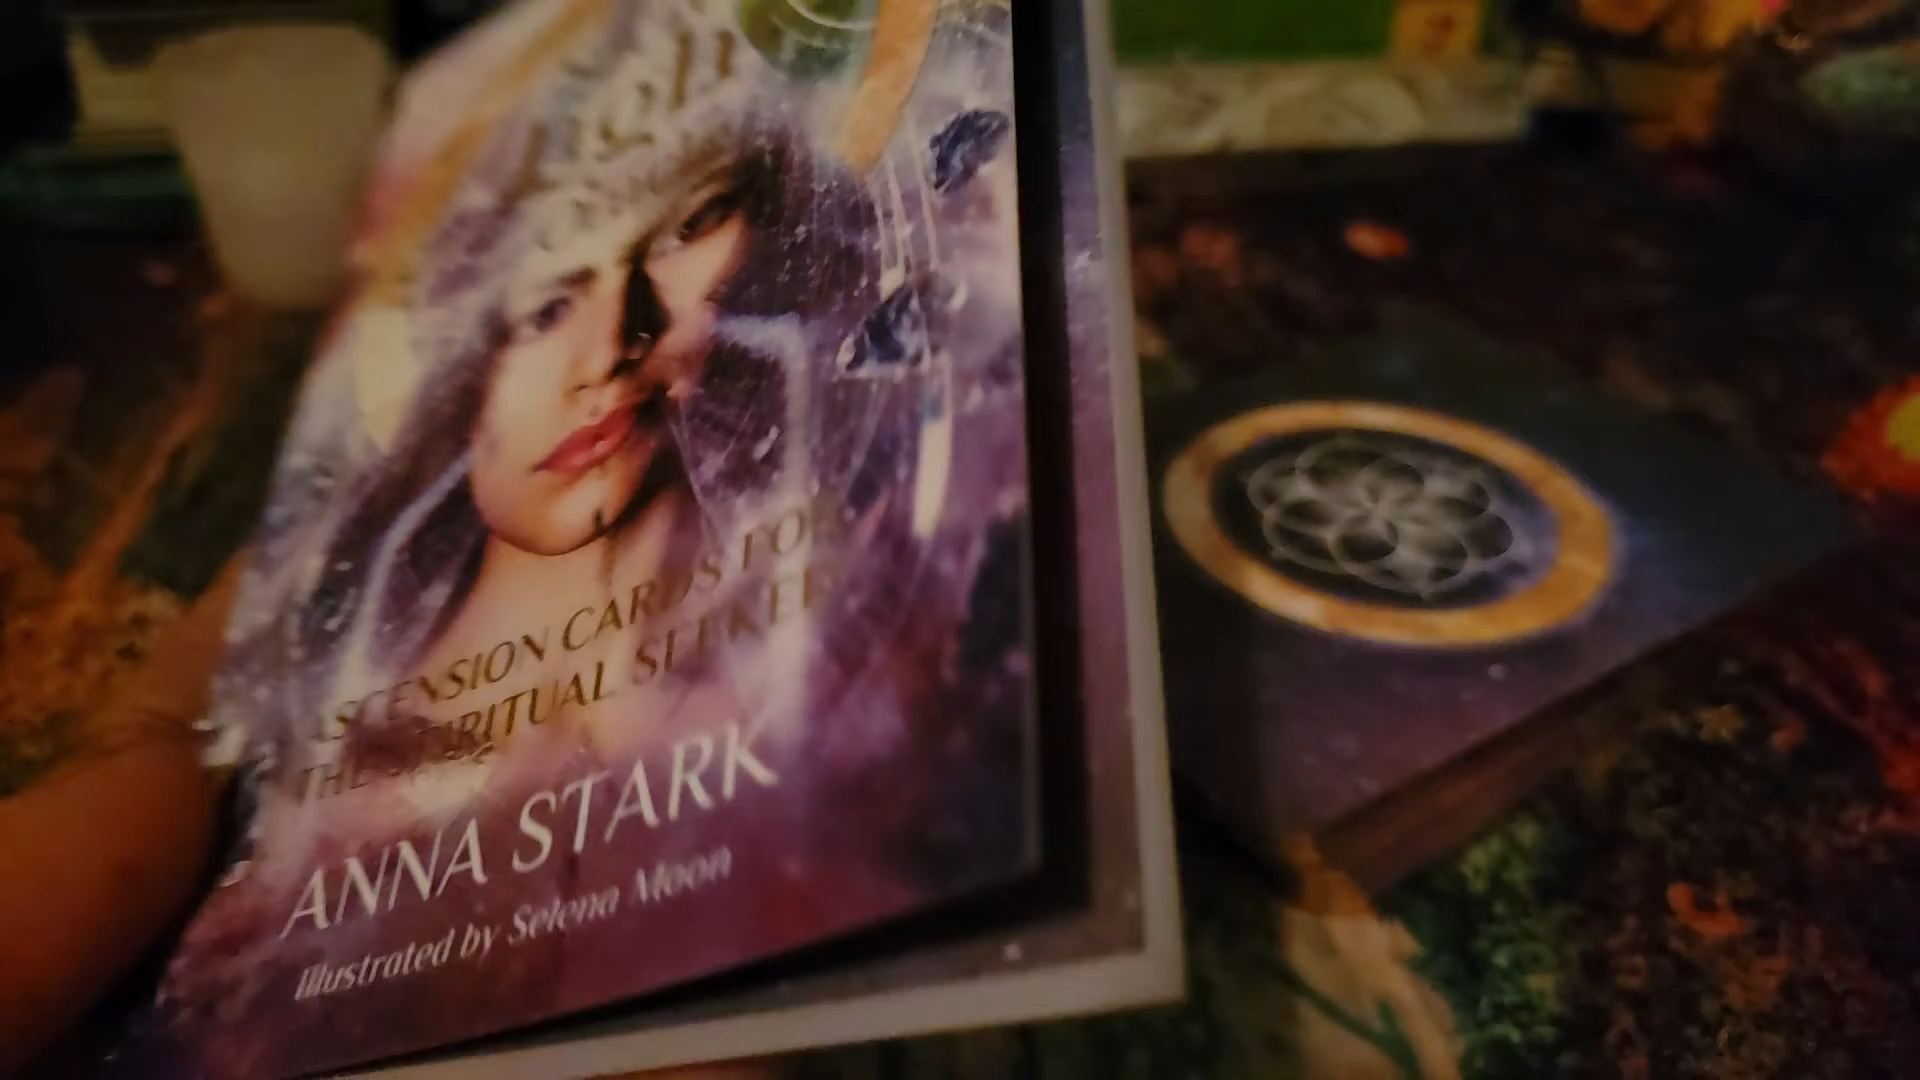 ASCENSION CARDS FOR
THE SPIRITUAL SEEKER
ANNA STARK
Illustrated by Selena Moon